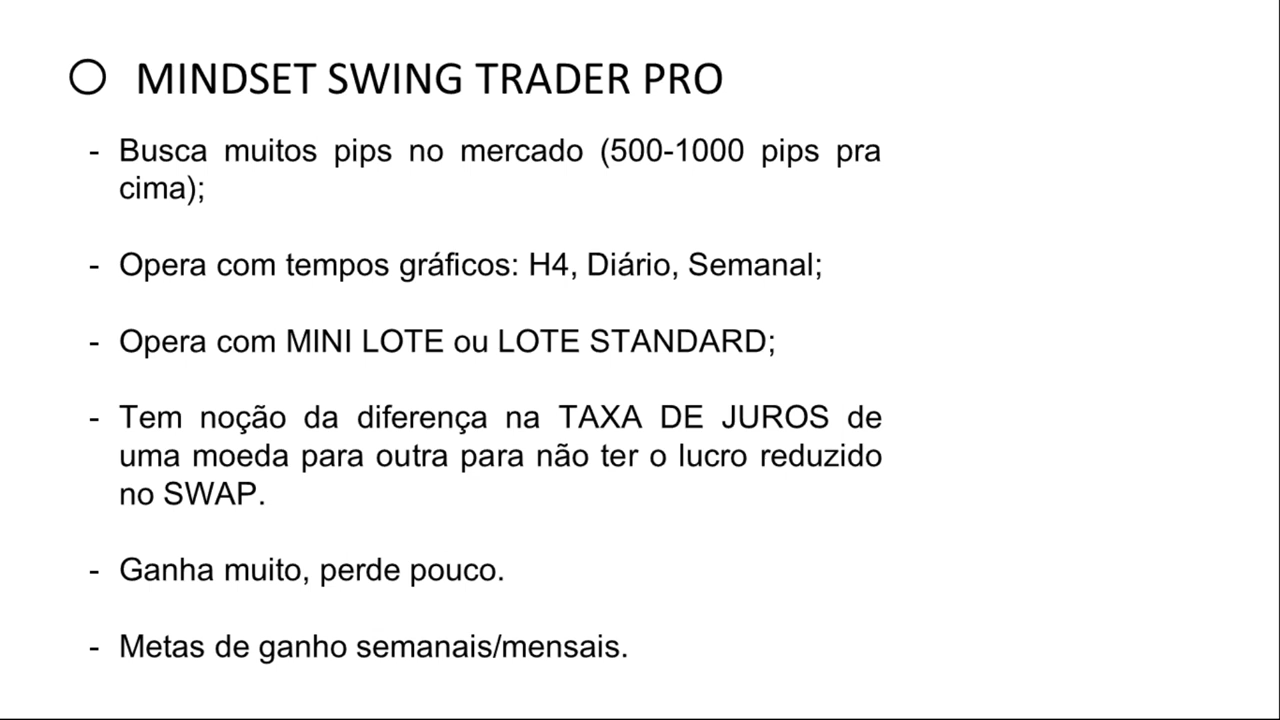 MINDSET SWING TRADER PRO
- Busca muitos pips no mercado (500-1000 pips pra
cima);
- Opera com tempos gráficos: H4, Diário, Semanal;
- Opera com MINI LOTE ou LOTE STANDARD;
- Tem noção da diferença na TAXA DE JUROS de
uma moeda para outra para não ter o lucro reduzido
no SWAP.
- Ganha muito, perde pouco.
- Metas de ganho semanais/mensais.